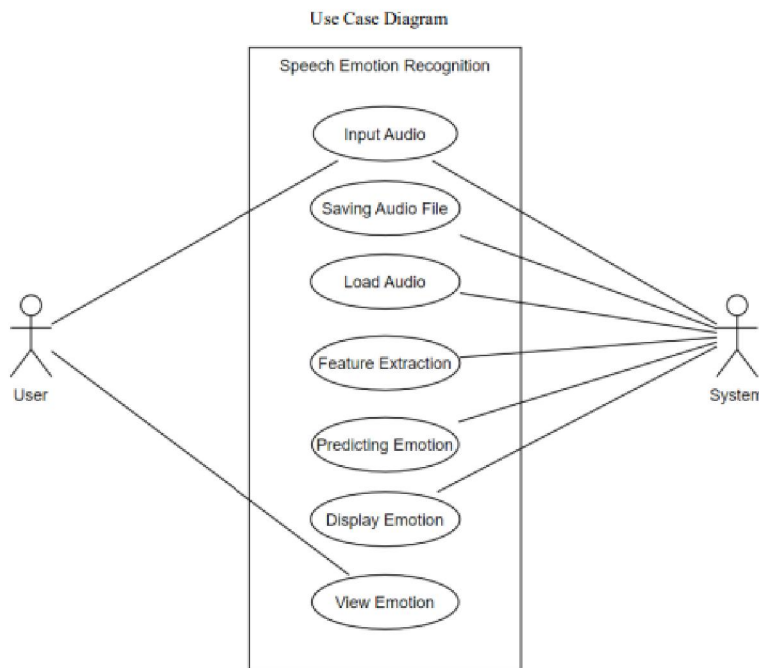 Use Case Diagram
Speech Emotion Recognition
Input Audio
Saving Audio File
Load Audio
Feature Extraction
Predicting Emotion
Display Emotion
View Emotion
User
System